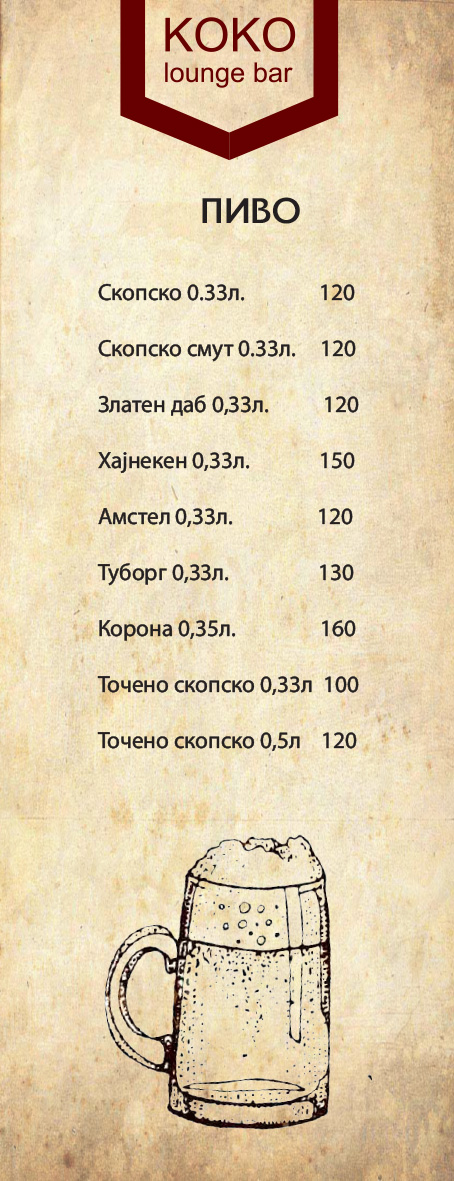 KOKO
lounge bar
ПИВО
Скопско 0.33л. 120
Скопско смут 0.33л. 120
Златен даб 0,33л. 120
Хајнекен 0,33л. 150
Амстел 0,33л. 120
Туборг 0,33л. 130
Корона 0,35л. 160
Точено скопско 0,33л 100
Точено скопско 0,5л 120